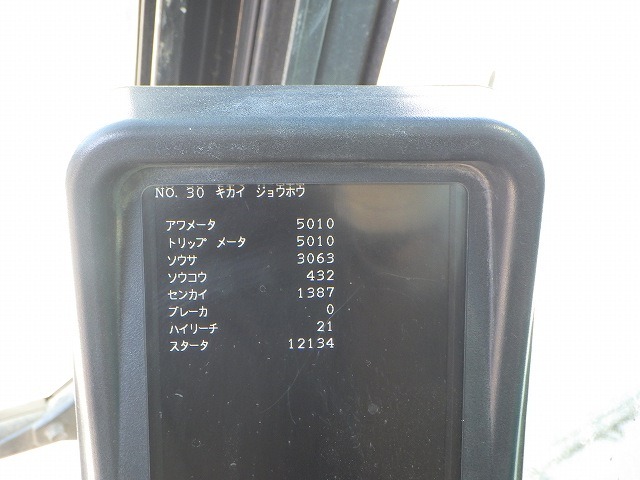 NO. 30 キカイ ジョウホウ
アワメータ 5010
トリップ メータ 5010
ソウサ 3063
ソウコウ 432
センカイ 1387
ブレーカ 0
ハイリーチ 21
スタータ 12134